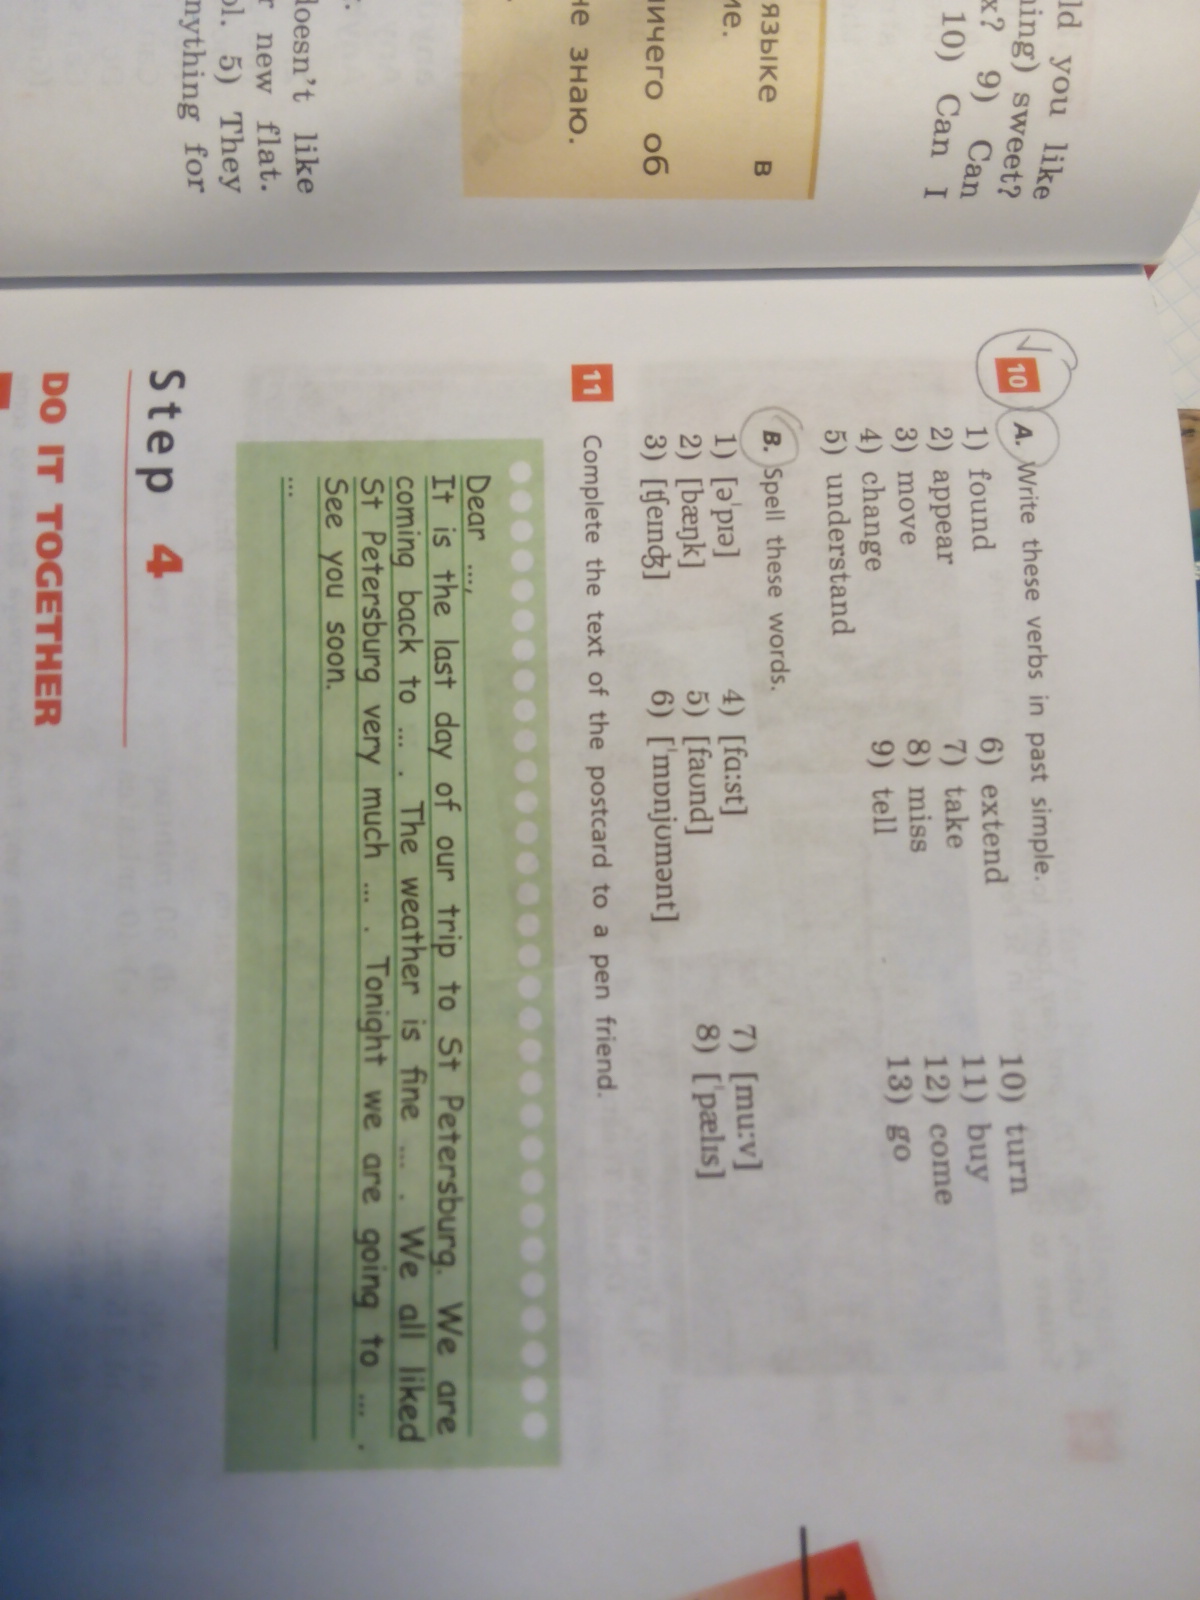 ld you like
ing) sweet?
x? 9) Can
10) Can I
языке в
ничего об
не знаю.
doesn't like
new flat.
ol. 5) They
nything for
10 A. Write these verbs in past simple.
1) found
2) appear
3) move
4) change
5) understand
6) extend
7) take
8) miss
9) tell
10) turn
11) buy
12) come
13) go
B. Spell these words.
1) [əˈpɪə]
2) [bæŋk]
3) [ʧeɪnʤ]
4) [fɑːst]
5) [faʊnd]
6) [ˈmɒnjʊmənt]
7) [muːv]
8) [ˈpælɪs]
11 Complete the text of the postcard to a pen friend.
Dear ...,
It is the last day of our trip to St Petersburg. We are
coming back to ... . The weather is fine ... . We all liked
St Petersburg very much ... . Tonight we are going to ... .
See you soon.
...
Step 4
DO IT TOGETHER